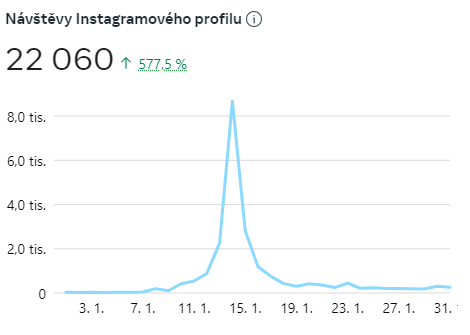 Návštěvy Instagramového profilu
22 060 ↑ 577,5 %
8,0 tis.
6,0 tis.
4,0 tis.
2,0 tis.
0
3. 1. 7. 1. 11. 1. 15. 1. 19. 1. 23. 1. 27. 1. 31.